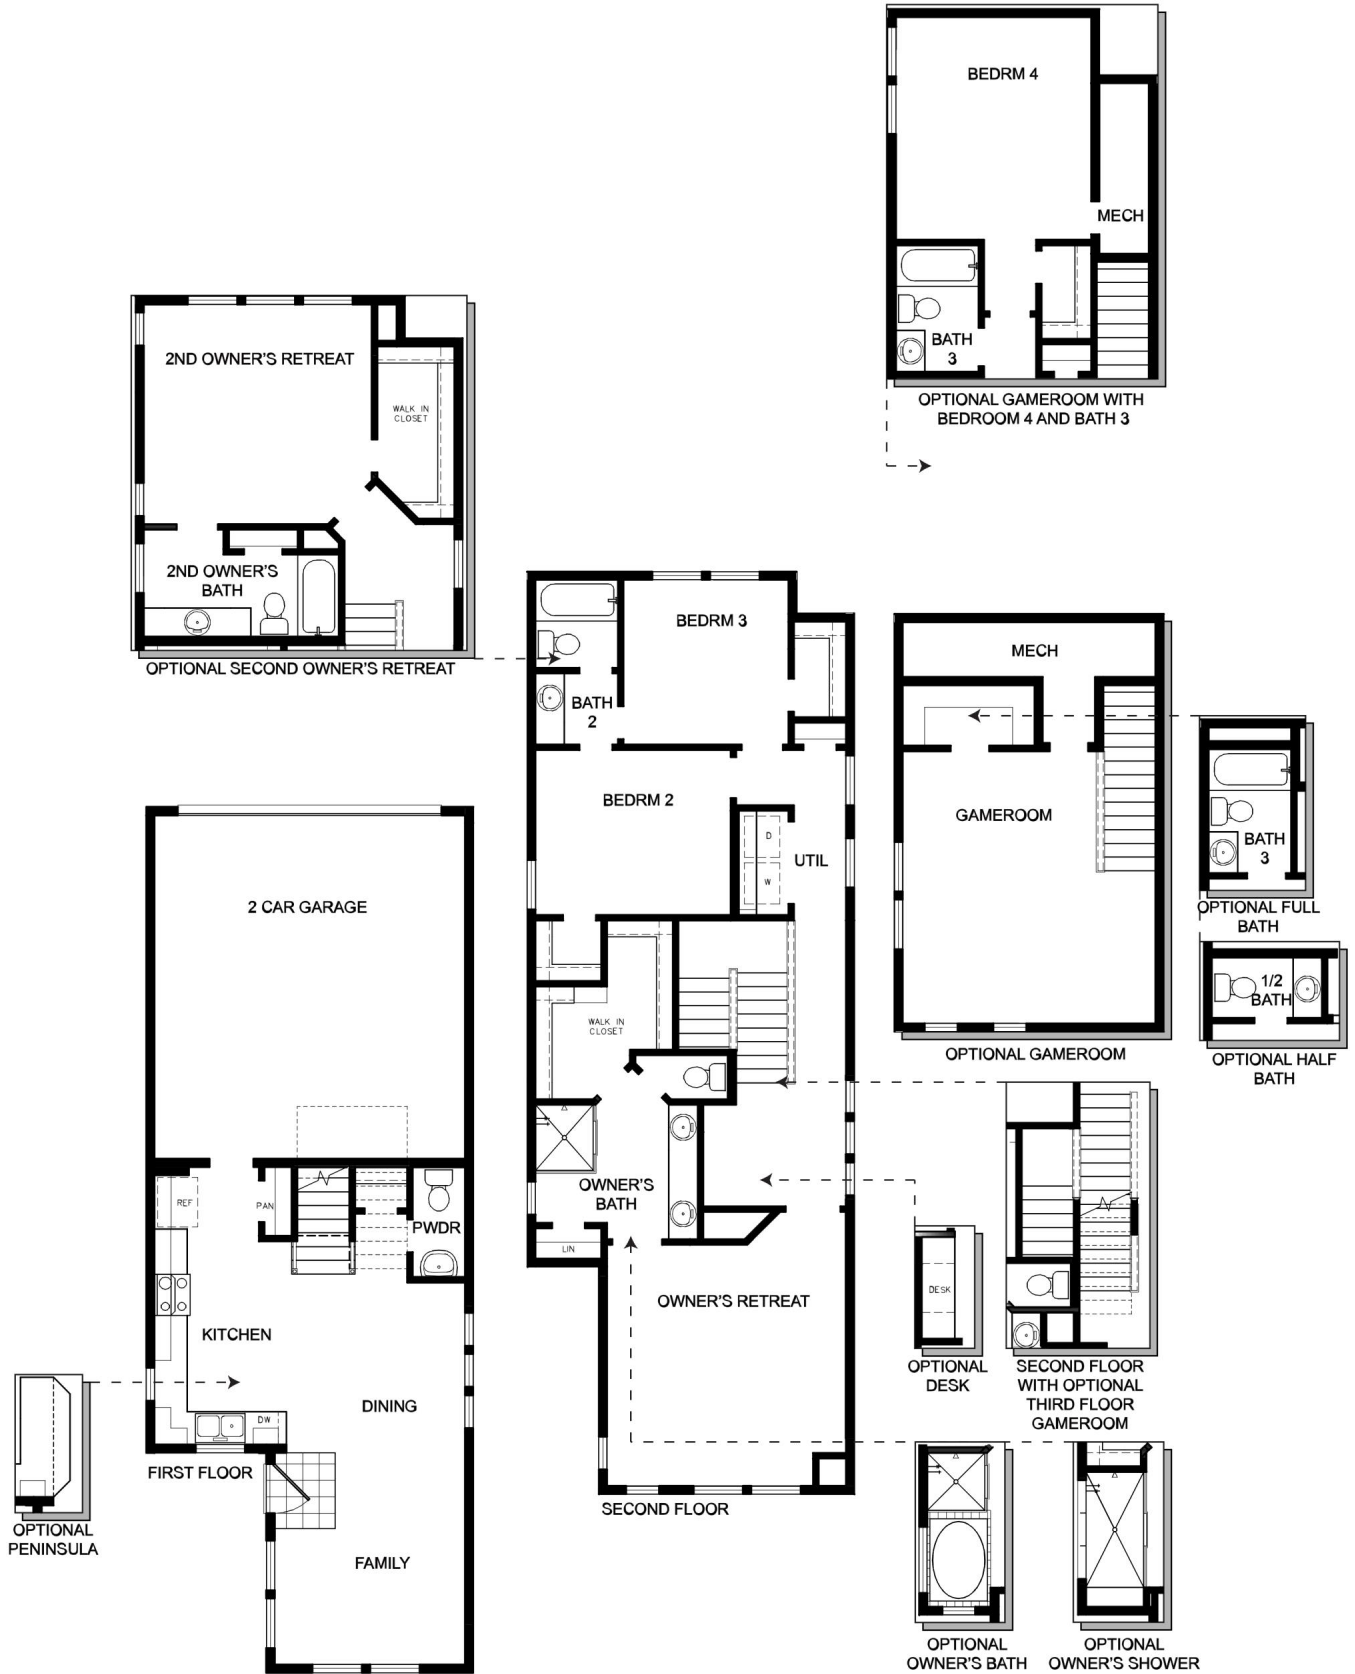 BEDRM 4
MECH
BATH
3
OPTIONAL GAMEROOM WITH
BEDROOM 4 AND BATH 3
2ND OWNER'S RETREAT
WALK IN
CLOSET
2ND OWNER'S
BATH
OPTIONAL SECOND OWNER'S RETREAT
BEDRM 3
BATH
2
BEDRM 2
D
W
UTIL
WALK IN
CLOSET
OWNER'S
BATH
LIN
OWNER'S RETREAT
SECOND FLOOR
MECH
GAMEROOM
OPTIONAL GAMEROOM
BATH
3
OPTIONAL FULL
BATH
1/2
BATH
OPTIONAL HALF
BATH
2 CAR GARAGE
REF
PAN
PWDR
KITCHEN
DINING
DW
FIRST FLOOR
FAMILY
OPTIONAL
PENINSULA
DESK
OPTIONAL
DESK
SECOND FLOOR
WITH OPTIONAL
THIRD FLOOR
GAMEROOM
OPTIONAL
OWNER'S BATH
OPTIONAL
OWNER'S SHOWER